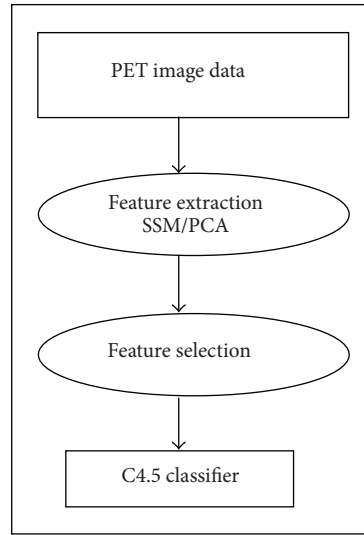 PET image data
Feature extraction
SSM/PCA
Feature selection
C4.5 classifier